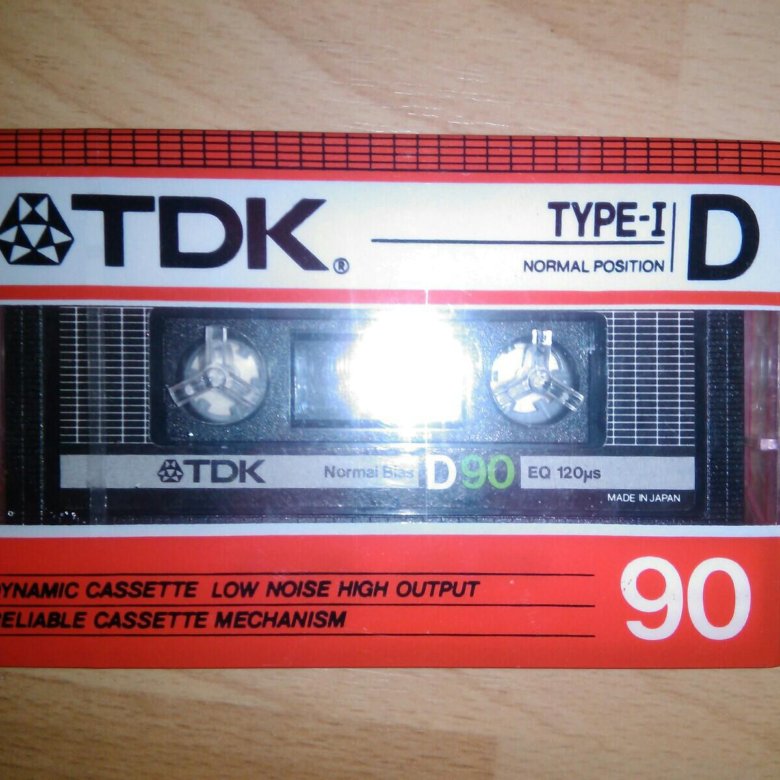 TDK®
TYPE-I
NORMAL POSITION
D
TDK
Normal Bias
D90
EQ 120µs
MADE IN JAPAN
DYNAMIC CASSETTE LOW NOISE HIGH OUTPUT
RELIABLE CASSETTE MECHANISM
90